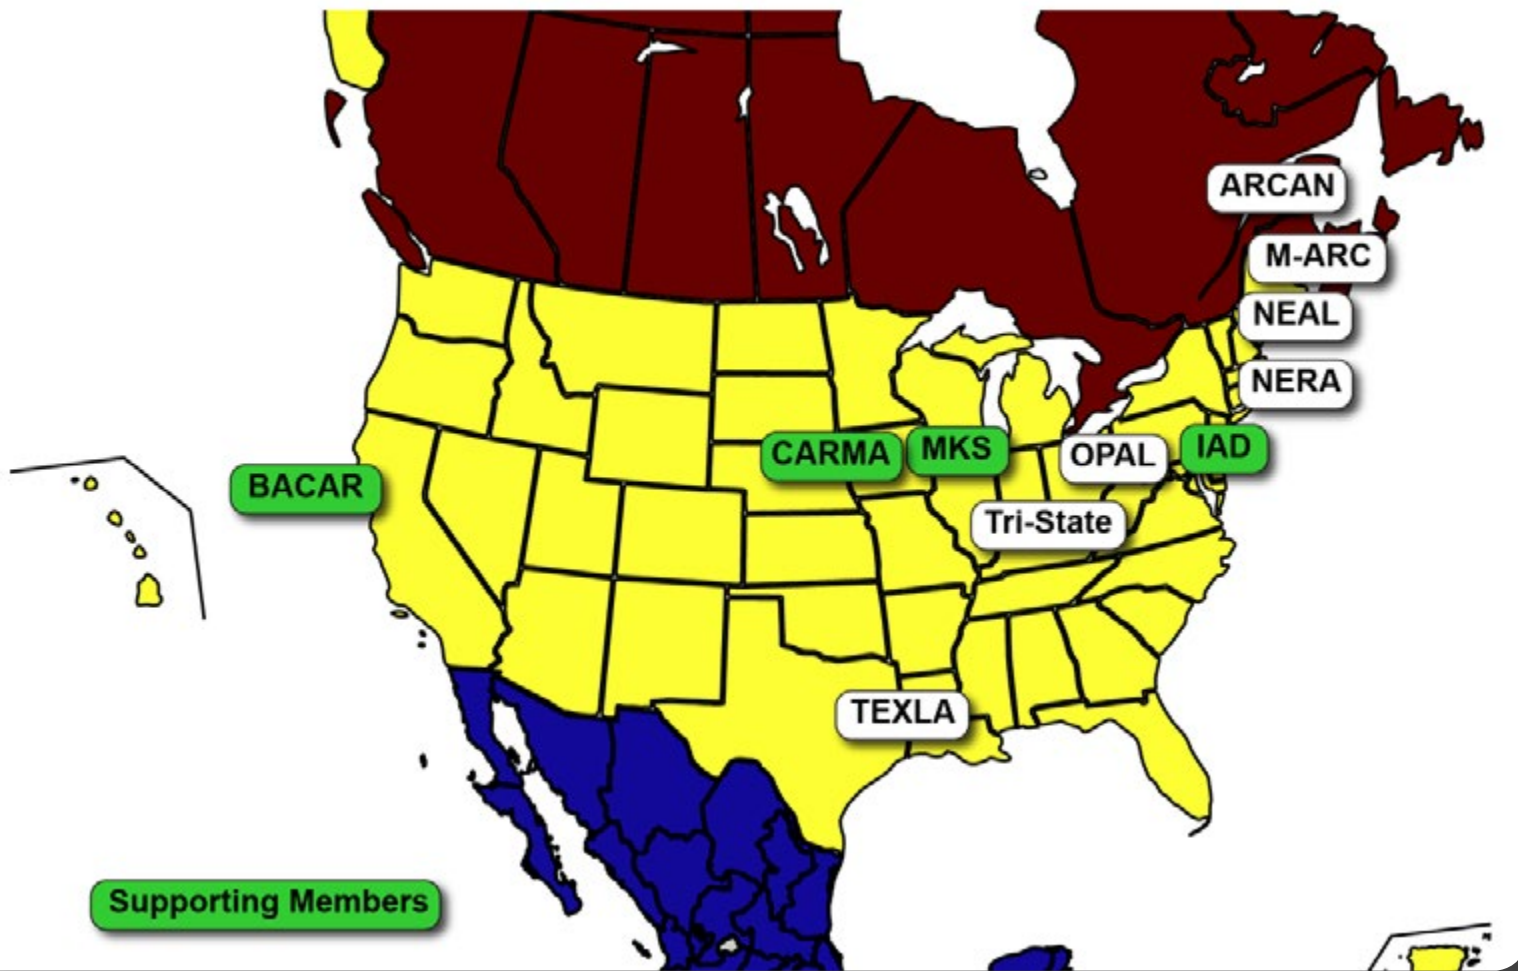 ARCAN
M-ARC
NEAL
NERA
CARMA
MKS
OPAL
IAD
BACAR
Tri-State
TEXLA
Supporting Members